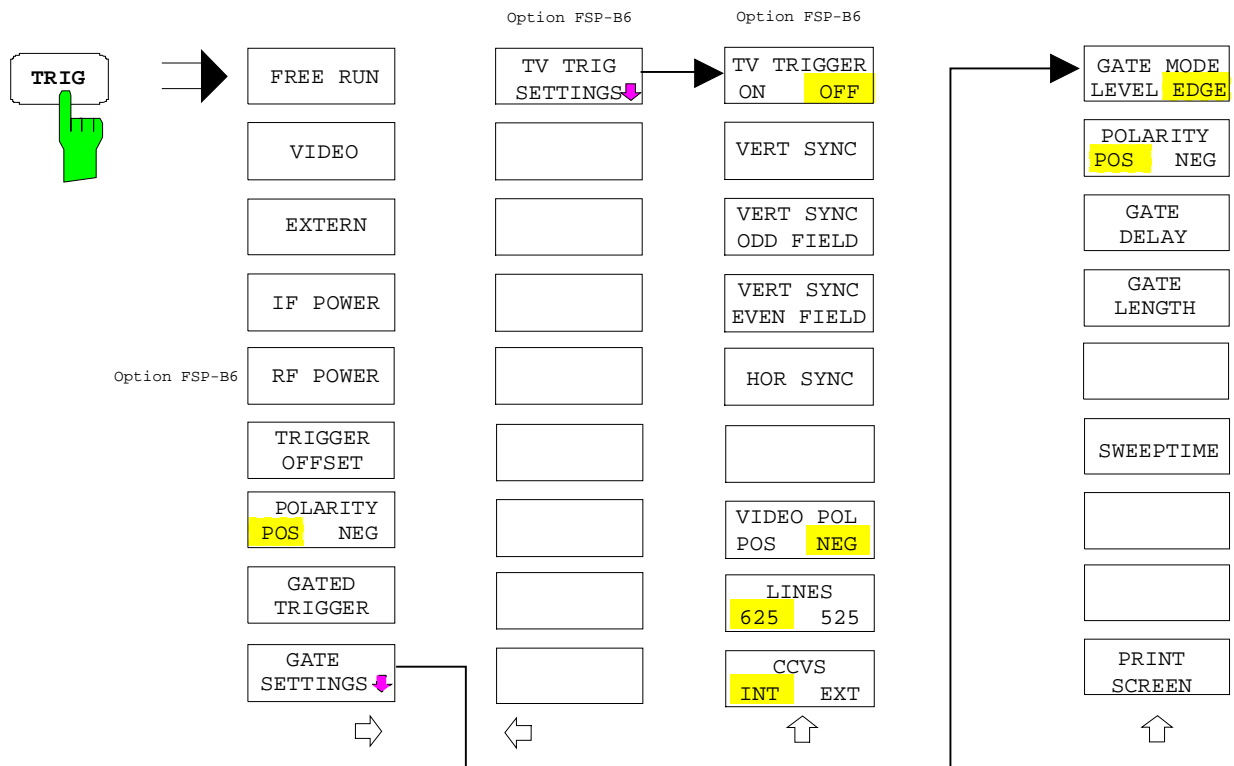 Option FSP-B6
Option FSP-B6
TRIG
FREE RUN
VIDEO
EXTERN
IF POWER
Option FSP-B6
RF POWER
TRIGGER
OFFSET
POLARITY
POS NEG
GATED
TRIGGER
GATE
SETTINGS
TV TRIG
SETTINGS
TV TRIGGER
ON OFF
VERT SYNC
VERT SYNC
ODD FIELD
VERT SYNC
EVEN FIELD
HOR SYNC
VIDEO POL
POS NEG
LINES
625 525
CCVS
INT EXT
GATE MODE
LEVEL EDGE
POLARITY
POS NEG
GATE
DELAY
GATE
LENGTH
SWEEPTIME
PRINT
SCREEN